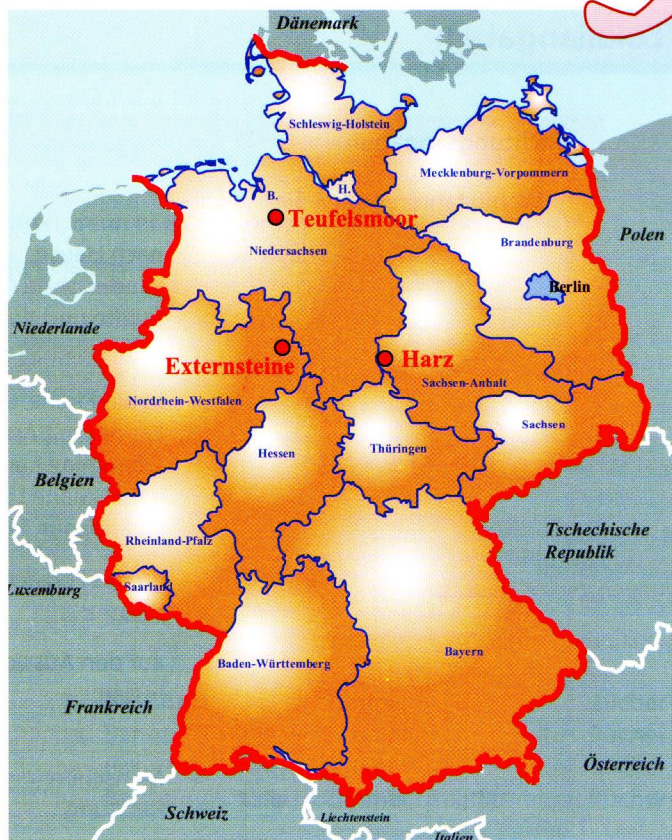 Dänemark
Schleswig-Holstein
Mecklenburg-Vorpommern
B.
H.
Teufelsmoor
Niedersachsen
Brandenburg
Polen
Berlin
Niederlande
Externsteine
Harz
Sachsen-Anhalt
Nordrhein-Westfalen
Sachsen
Hessen
Thüringen
Belgien
Tschechische
Republik
Rheinland-Pfalz
Saarland
Luxemburg
Baden-Württemberg
Bayern
Frankreich
Österreich
Schweiz
Liechtenstein
Italien